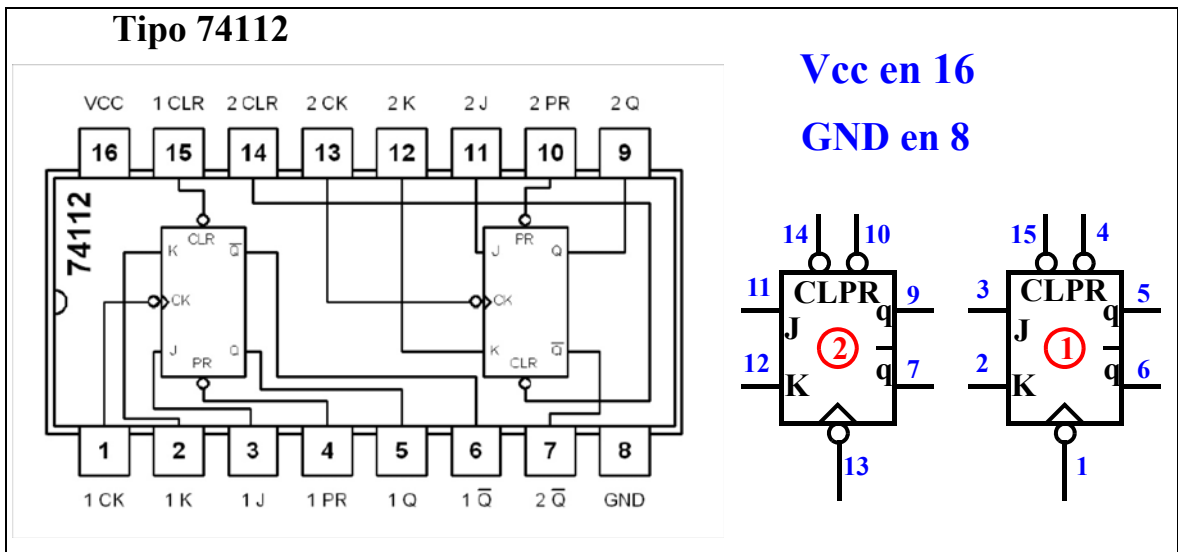 Tipo 74112
Vcc en 16
GND en 8
VCC 1 CLR 2 CLR 2 CK 2 K 2 J 2 PR 2 Q
16 15 14 13 12 11 10 9
74112
CLR
K Q̅
CK
J Q
PR
PR
J Q
CK
K Q̅
CLR
1 2 3 4 5 6 7 8
1 CK 1 K 1 J 1 PR 1 Q 1 Q̅ 2 Q̅ GND
14 10
11 CLPR 9
J q
2
12 K q̅ 7
13
15 4
3 CLPR 5
J q
1
2 K q̅ 6
1